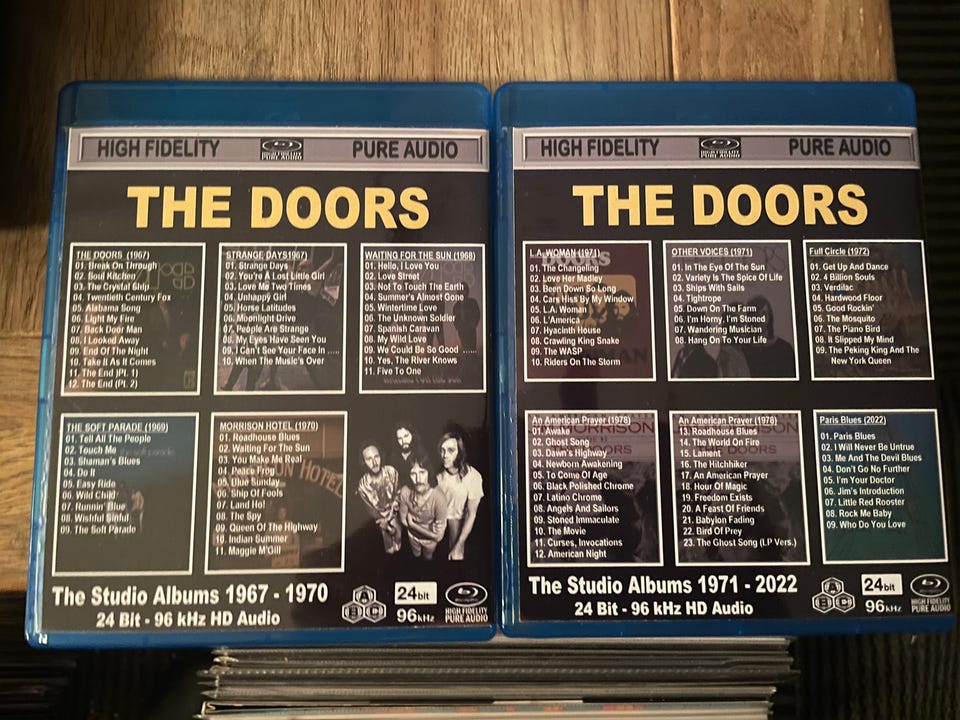 HIGH FIDELITY
HIGH FIDELITY
PURE AUDIO
PURE AUDIO
THE DOORS
THE DOORS (1967)
01. Break On Through
02. Soul Kitchen
03. The Crystal Ship
04. Twentieth Century Fox
05. Alabama Song
06. Light My Fire
07. Back Door Man
08. I Looked Away
09. End Of The Night
10. Take It As It Comes
11. The End (Pt. 1)
12. The End (Pt. 2)
STRANGE DAYS1967)
01. Strange Days
02. You're A Lost Little Girl
03. Love Me Two Times
04. Unhappy Girl
05. Horse Latitudes
06. Moonlight Drive
07. People Are Strange
08. My Eyes Have Seen You
09. I Can't See Your Face In .....
10. When The Music's Over
WAITING FOR THE SUN (1968)
01. Hello, I Love You
02. Love Street
03. Not To Touch The Earth
04. Summer's Almost Gone
05. Wintertime Love
06. The Unknown Soldier
07. Spanish Caravan
08. My Wild Love
09. We Could Be So Good ......
10. Yes, The River Knows
11. Five To One
THE SOFT PARADE (1969)
01. Tell All The People
02. Touch Me
03. Shaman's Blues
04. Do It
05. Easy Ride
06. Wild Child
07. Runnin' Blue
08. Wishful Sinful
09. The Soft Parade
MORRISON HOTEL (1970)
01. Roadhouse Blues
02. Waiting For The Sun
03. You Make Me Real
04. Peace Frog
05. Blue Sunday
06. Ship Of Fools
07. Land Ho!
08. The Spy
09. Queen Of The Highway
10. Indian Summer
11. Maggie M'Gill
HOTEL
The Studio Albums 1967 - 1970
24 Bit - 96 kHz HD Audio
A B C
24bit
96kHz
HIGH FIDELITY
PURE AUDIO
HIGH FIDELITY
HIGH FIDELITY
PURE AUDIO
PURE AUDIO
THE DOORS
L.A. WOMAN (1971)
01. The Changeling
02. Love Her Madley
03. Been Down So Long
04. Cars Hiss By My Window
05. L.A. Woman
06. L'America
07. Hyacinth House
08. Crawling King Snake
09. The WASP
10. Riders On The Storm
OTHER VOICES (1971)
01. In The Eye Of The Sun
02. Variety Is The Spice Of Life
03. Ships With Sails
04. Tightrope
05. Down On The Farm
06. I'm Horny, I'm Stoned
07. Wandering Musician
08. Hang On To Your Life
Full Circle (1972)
01. Get Up And Dance
02. 4 Billion Souls
03. Verdilac
04. Hardwood Floor
05. Good Rockin'
06. The Mosquito
07. The Piano Bird
08. It Slipped My Mind
09. The Peking King And The
New York Queen
An American Prayer (1978)
01. Awake
02. Ghost Song
03. Dawn's Highway
04. Newborn Awakening
05. To Come Of Age
06. Black Polished Chrome
07. Latino Chrome
08. Angels And Sailors
09. Stoned Immaculate
10. The Movie
11. Curses, Invocations
12. American Night
An American Prayer (1978)
13. Roadhouse Blues
14. The World On Fire
15. Lament
16. The Hitchhiker
17. An American Prayer
18. Hour Of Magic
19. Freedom Exists
20. A Feast Of Friends
21. Babylon Fading
22. Bird Of Prey
23. The Ghost Song (LP Vers.)
Paris Blues (2022)
01. Paris Blues
02. I Will Never Be Untrue
03. Me And The Devil Blues
04. Don't Go No Further
05. I'm Your Doctor
06. Jim's Introduction
07. Little Red Rooster
08. Rock Me Baby
09. Who Do You Love
The Studio Albums 1971 - 2022
24 Bit - 96 kHz HD Audio
A B C
24bit
96kHz
HIGH FIDELITY
PURE AUDIO